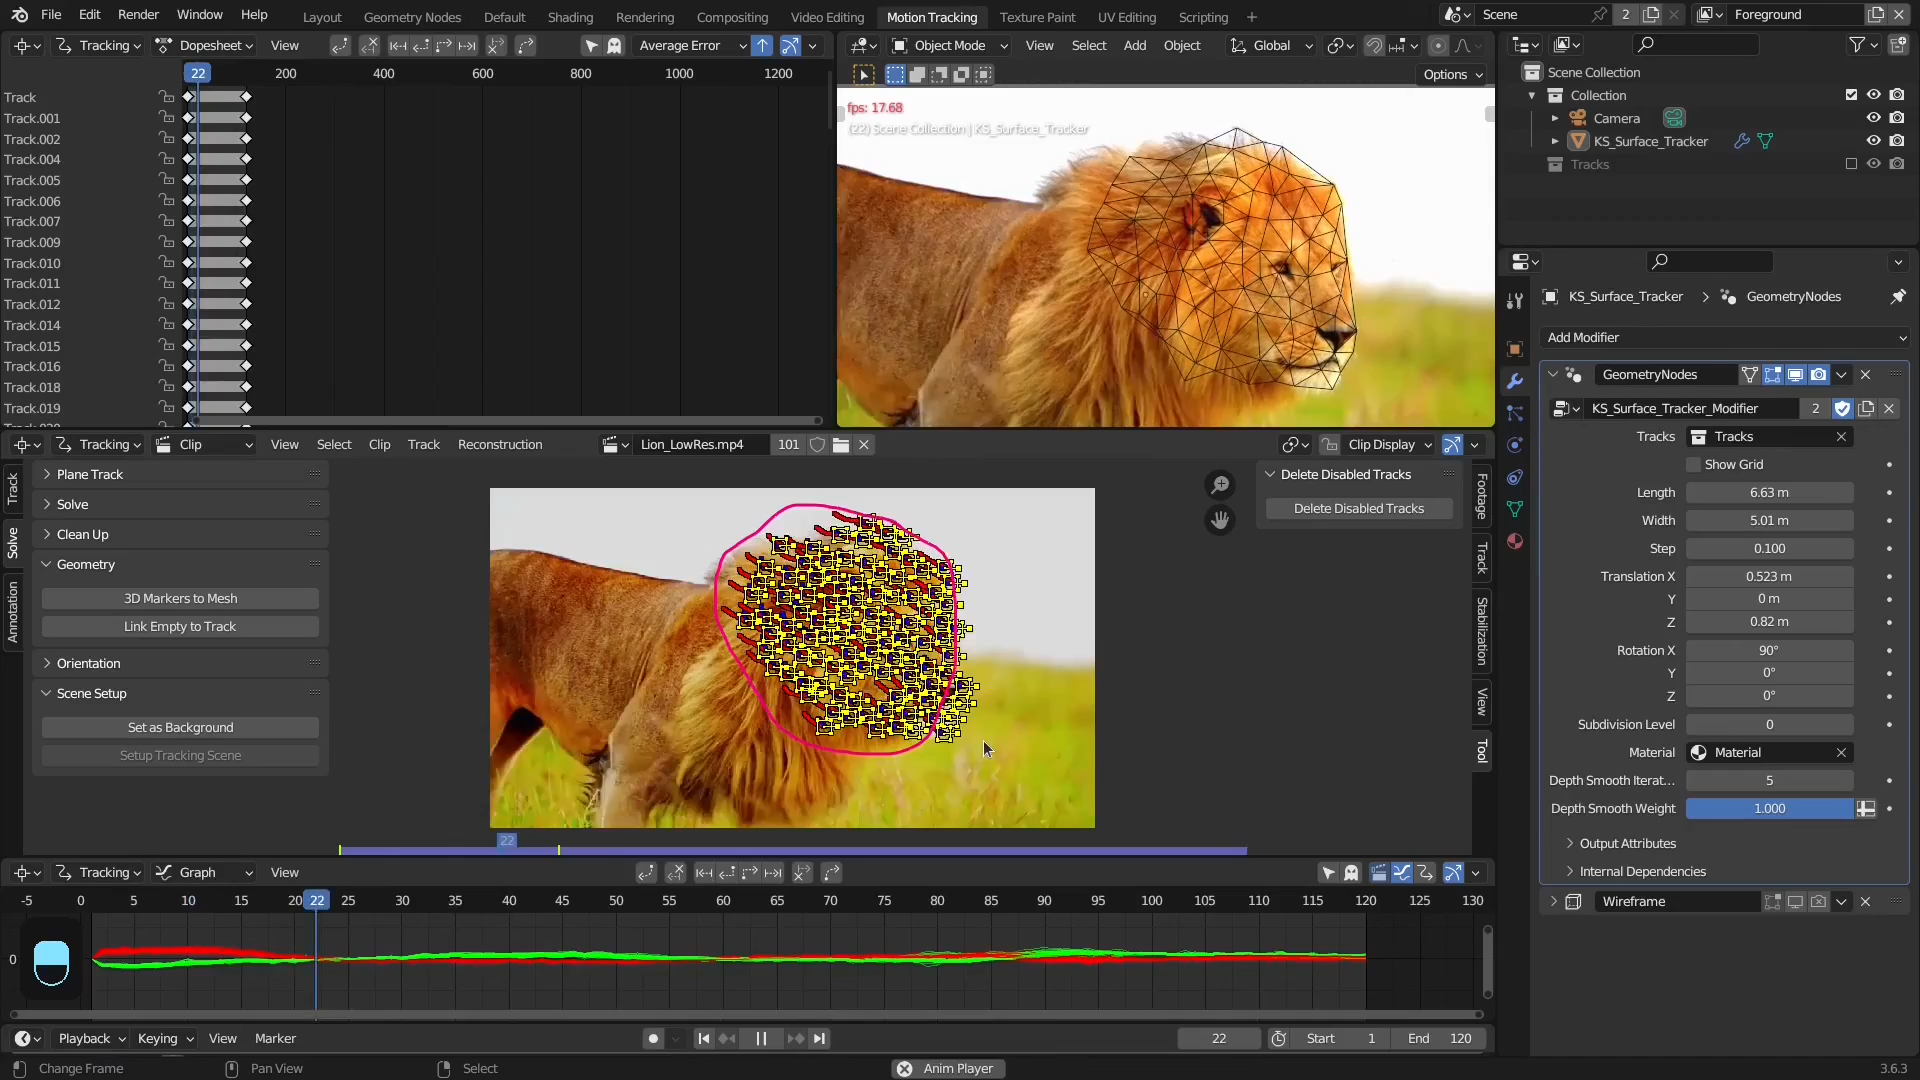 File Edit Render Window Help Layout Geometry Nodes Default Shading Rendering Compositing Video Editing Motion Tracking Texture Paint UV Editing Scripting + Scene 2 Foreground
Tracking Dopesheet View Average Error
22 200 400 600 800 1000 1200
Track
Track.001
Track.002
Track.004
Track.005
Track.006
Track.007
Track.009
Track.010
Track.011
Track.012
Track.014
Track.015
Track.016
Track.018
Track.019
Object Mode View Select Add Object Global
Options
fps: 17.68
(22) Scene Collection | KS_Surface_Tracker
Scene Collection
Collection
Camera
KS_Surface_Tracker
Tracks
KS_Surface_Tracker > GeometryNodes
Add Modifier
GeometryNodes
KS_Surface_Tracker_Modifier 2
Tracks Tracks
Show Grid
Length 6.63 m
Width 5.01 m
Step 0.100
Translation X 0.523 m
Y 0 m
Z 0.82 m
Rotation X 90°
Y 0°
Z 0°
Subdivision Level 0
Material Material
Depth Smooth Iterat... 5
Depth Smooth Weight 1.000
Output Attributes
Internal Dependencies
Wireframe
Tracking Clip View Select Clip Track Reconstruction Lion_LowRes.mp4 101 Clip Display
Track
Solve
Annotation
Plane Track
Solve
Clean Up
Geometry
3D Markers to Mesh
Link Empty to Track
Orientation
Scene Setup
Set as Background
Setup Tracking Scene
Delete Disabled Tracks
Delete Disabled Tracks
Footage
Track
Stabilization
View
Tool
22
Tracking Graph View
-5 0 5 10 15 20 22 25 30 35 40 45 50 55 60 65 70 75 80 85 90 95 100 105 110 115 120 125 130
0
Playback Keying View Marker 22 Start 1 End 120
Change Frame Pan View Select Anim Player 3.6.3